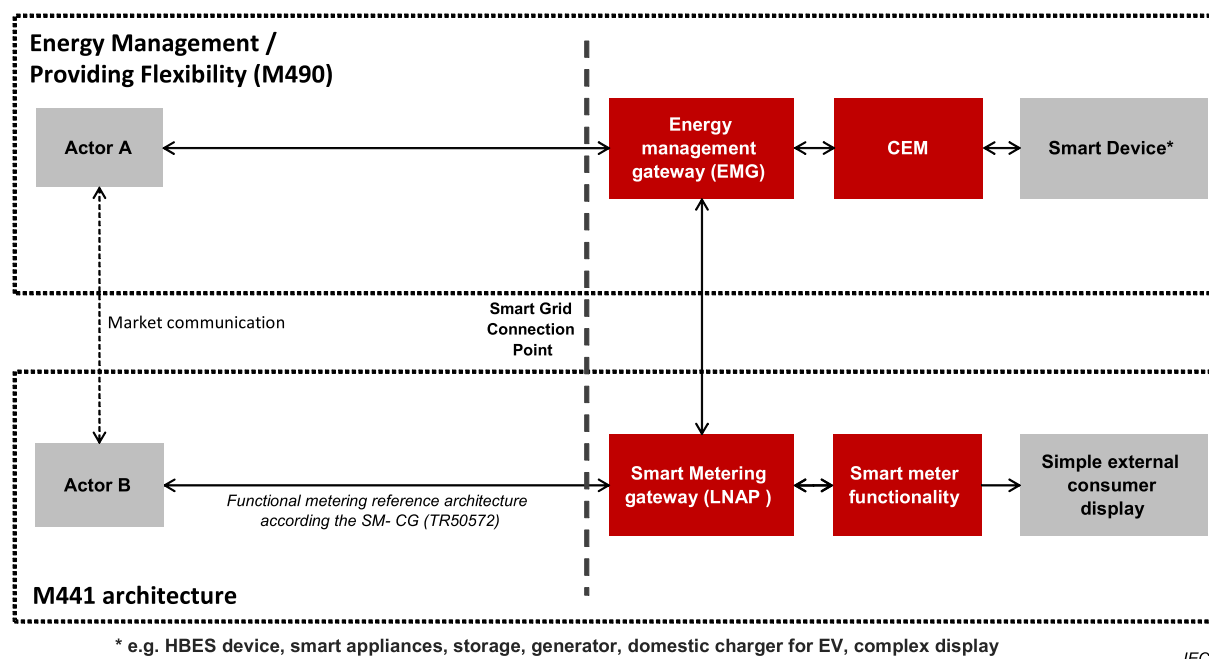 Energy Management /
Providing Flexibility (M490)
Actor A
Energy
management
gateway (EMG)
CEM
Smart Device*
Market communication
Smart Grid
Connection
Point
Actor B
Functional metering reference architecture
according the SM- CG (TR50572)
Smart Metering
gateway (LNAP )
Smart meter
functionality
Simple external
consumer
display
M441 architecture
* e.g. HBES device, smart appliances, storage, generator, domestic charger for EV, complex display
IEC